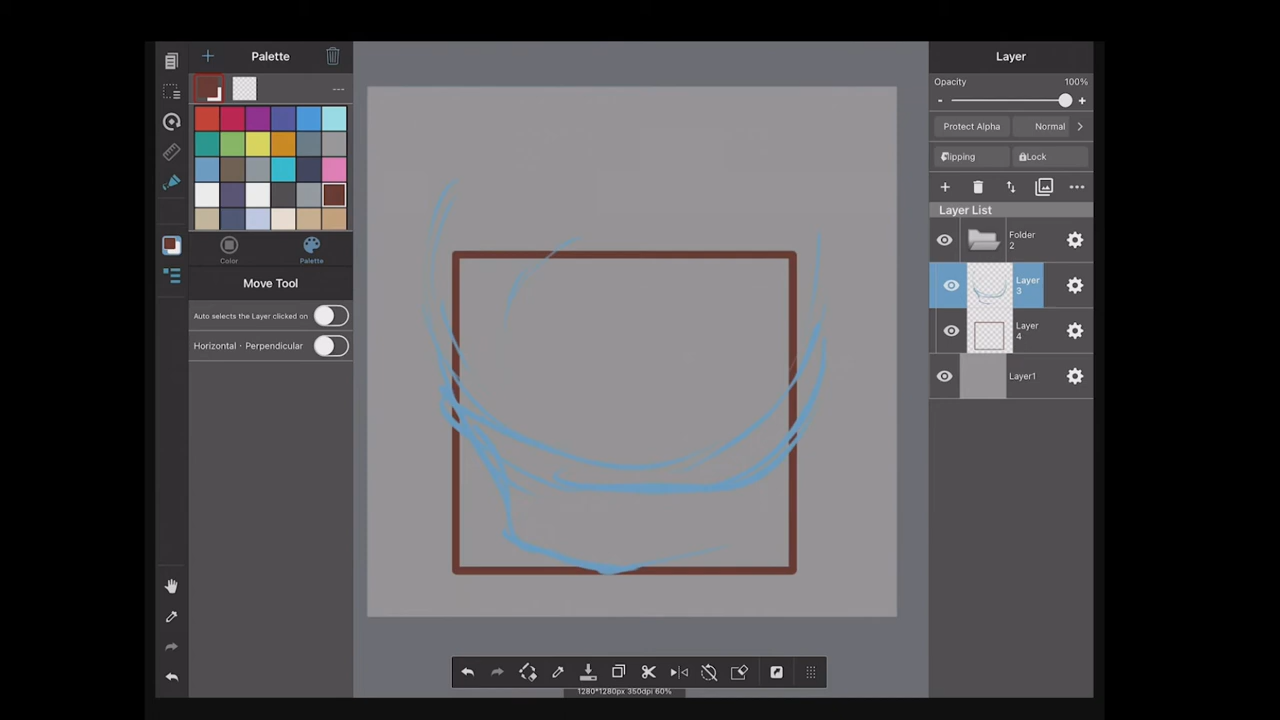 Palette
Layer
Opacity
100%
Protect Alpha
Normal
Clipping
Lock
Layer List
Folder
2
Color
Palette
Layer
3
Move Tool
Auto selects the Layer clicked on
Layer
4
Horizontal · Perpendicular
Layer1
1280*1280px 350dpi 60%